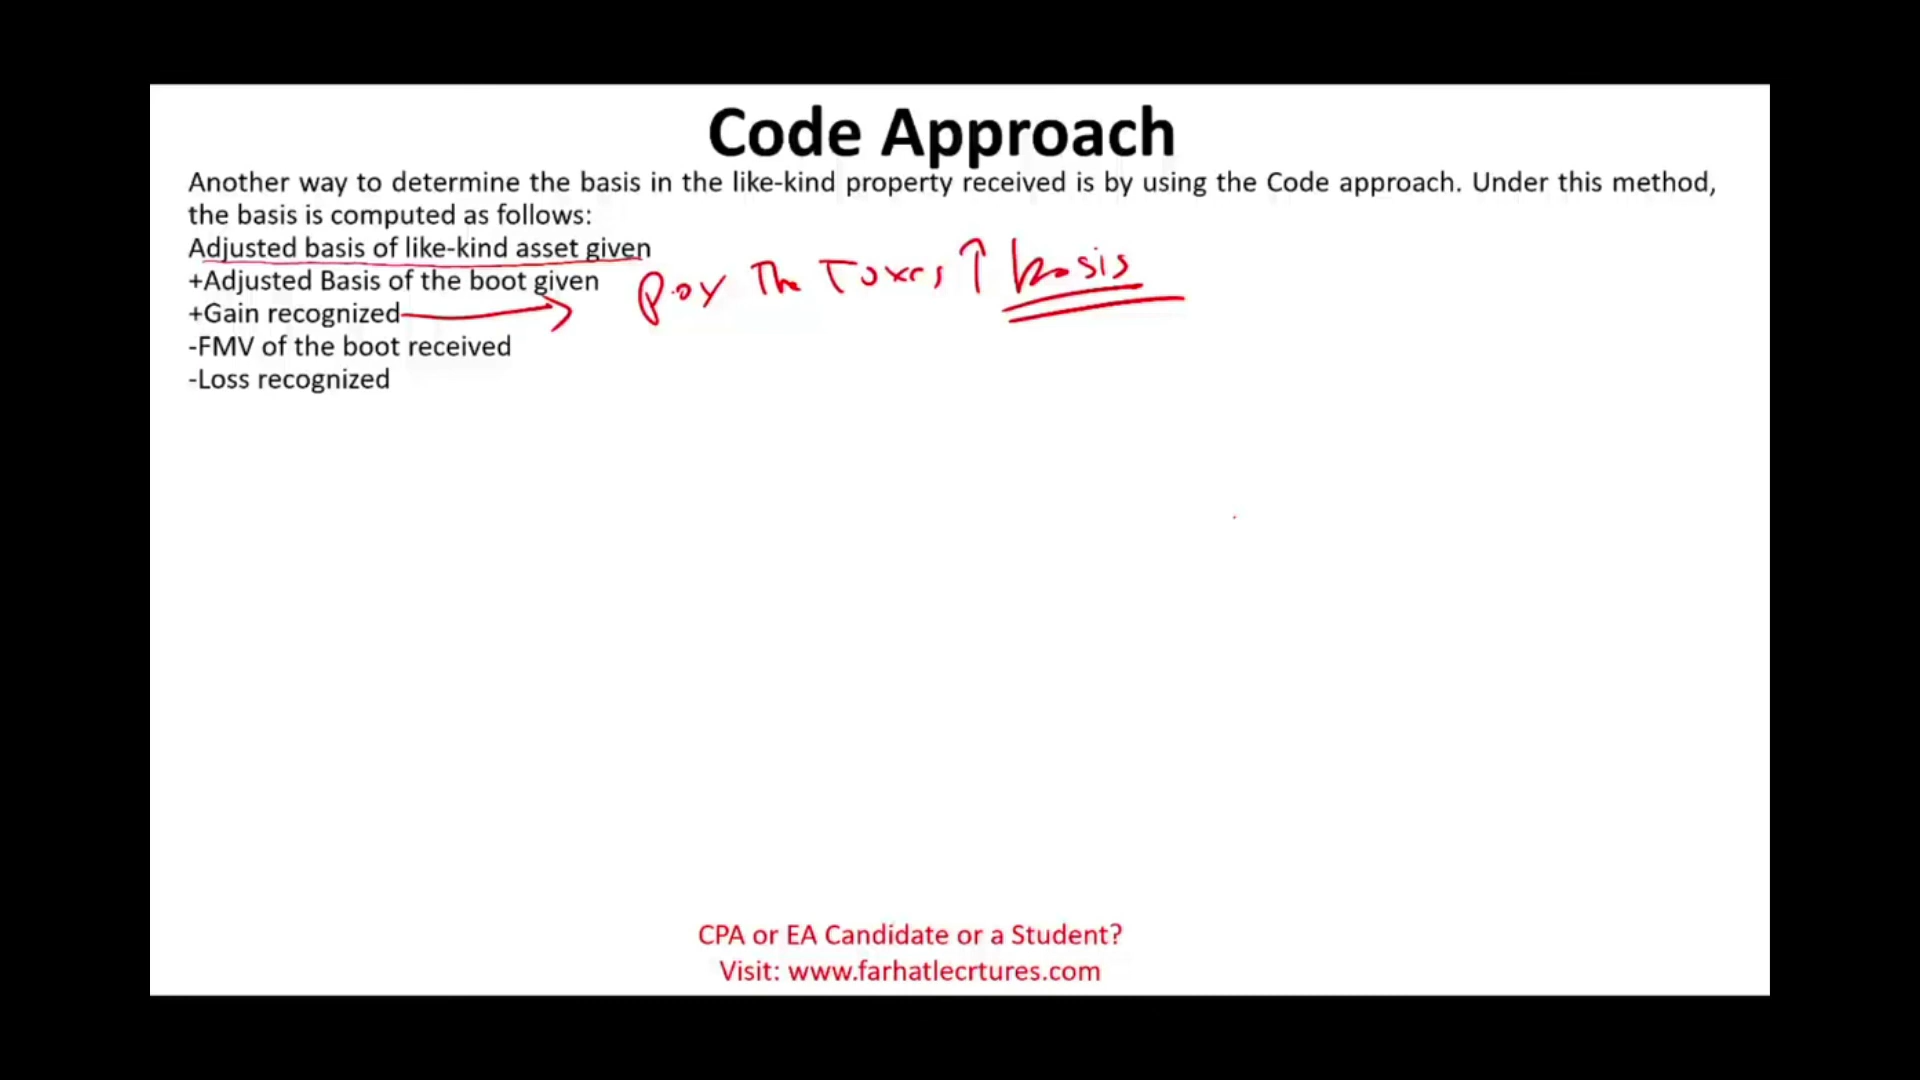 Code Approach
Another way to determine the basis in the like-kind property received is by using the Code approach. Under this method,
the basis is computed as follows:
Adjusted basis of like-kind asset given
+Adjusted Basis of the boot given
+Gain recognized
Pay The Taxes, ↑ basis
-FMV of the boot received
-Loss recognized
CPA or EA Candidate or a Student?
Visit: www.farhatlecrtures.com